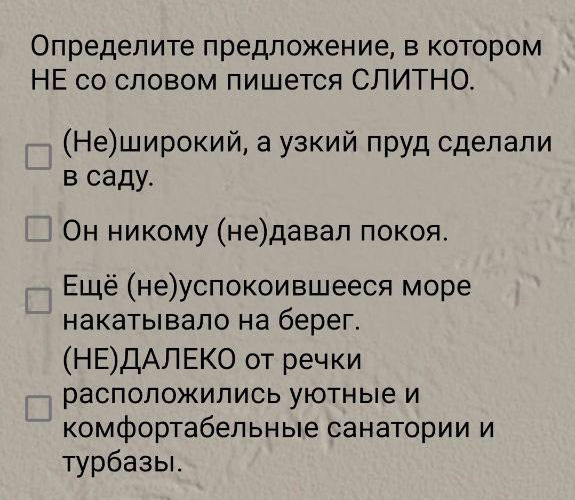 Определите предложение, в котором
НЕ со словом пишется СЛИТНО.
(Не)широкий, а узкий пруд сделали
в саду.
Он никому (не)давал покоя.
Ещё (не)успокоившееся море
накатывало на берег.
(НЕ)ДАЛЕКО от речки
расположились уютные и
комфортабельные санатории и
турбазы.